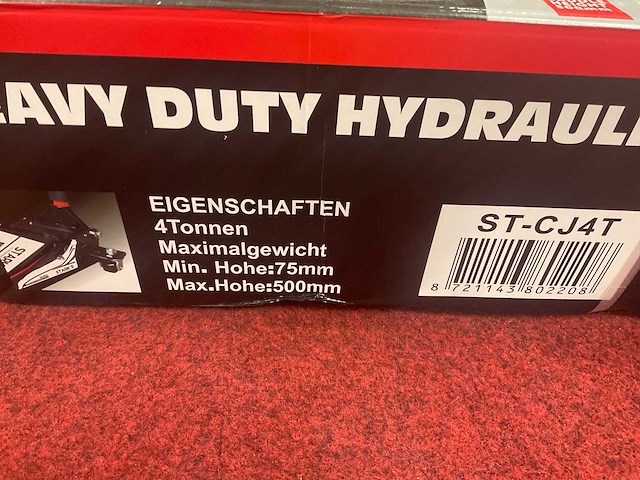 EAVY DUTY HYDRAULI
EIGENSCHAFTEN
4Tonnen
Maximalgewicht
Min. Hohe:75mm
Max.Hohe:500mm
ST-CJ4T
8 721143 802208